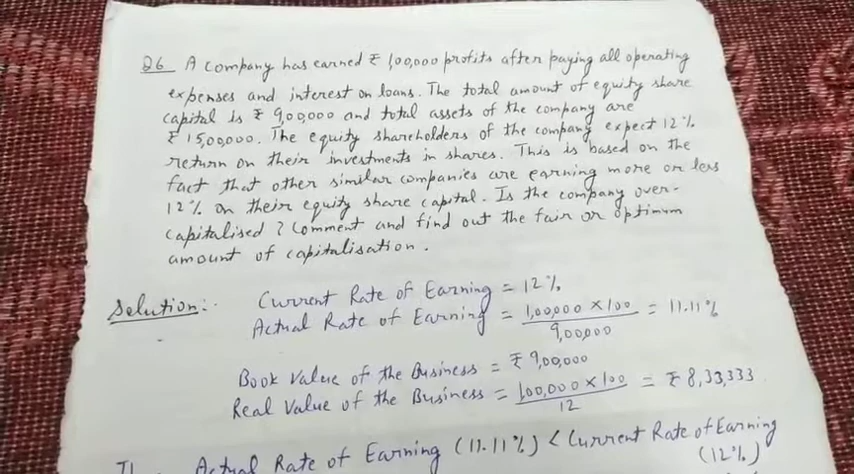 Q6 A company has earned ₹ 1,00,000 profits after paying all operating
expenses and interest on loans. The total amount of equity share
capital is ₹ 9,00,000 and total assets of the company are
₹ 15,00,000. The equity shareholders of the company expect 12%
return on their investments in shares. This is based on the
fact that other similar companies are earning more or less
12% on their equity share capital. Is the company over-
capitalised? Comment and find out the fair or optimum
amount of capitalisation.
Solution:- Current Rate of Earning = 12%
Actual Rate of Earning = 1,00,000 × 100 / 9,00,000 = 11.11%
Book Value of the Business = ₹ 9,00,000
Real Value of the Business = 1,00,000 × 100 / 12 = ₹ 8,33,333
Actual Rate of Earning (11.11%) < Current Rate of Earning
(12%)